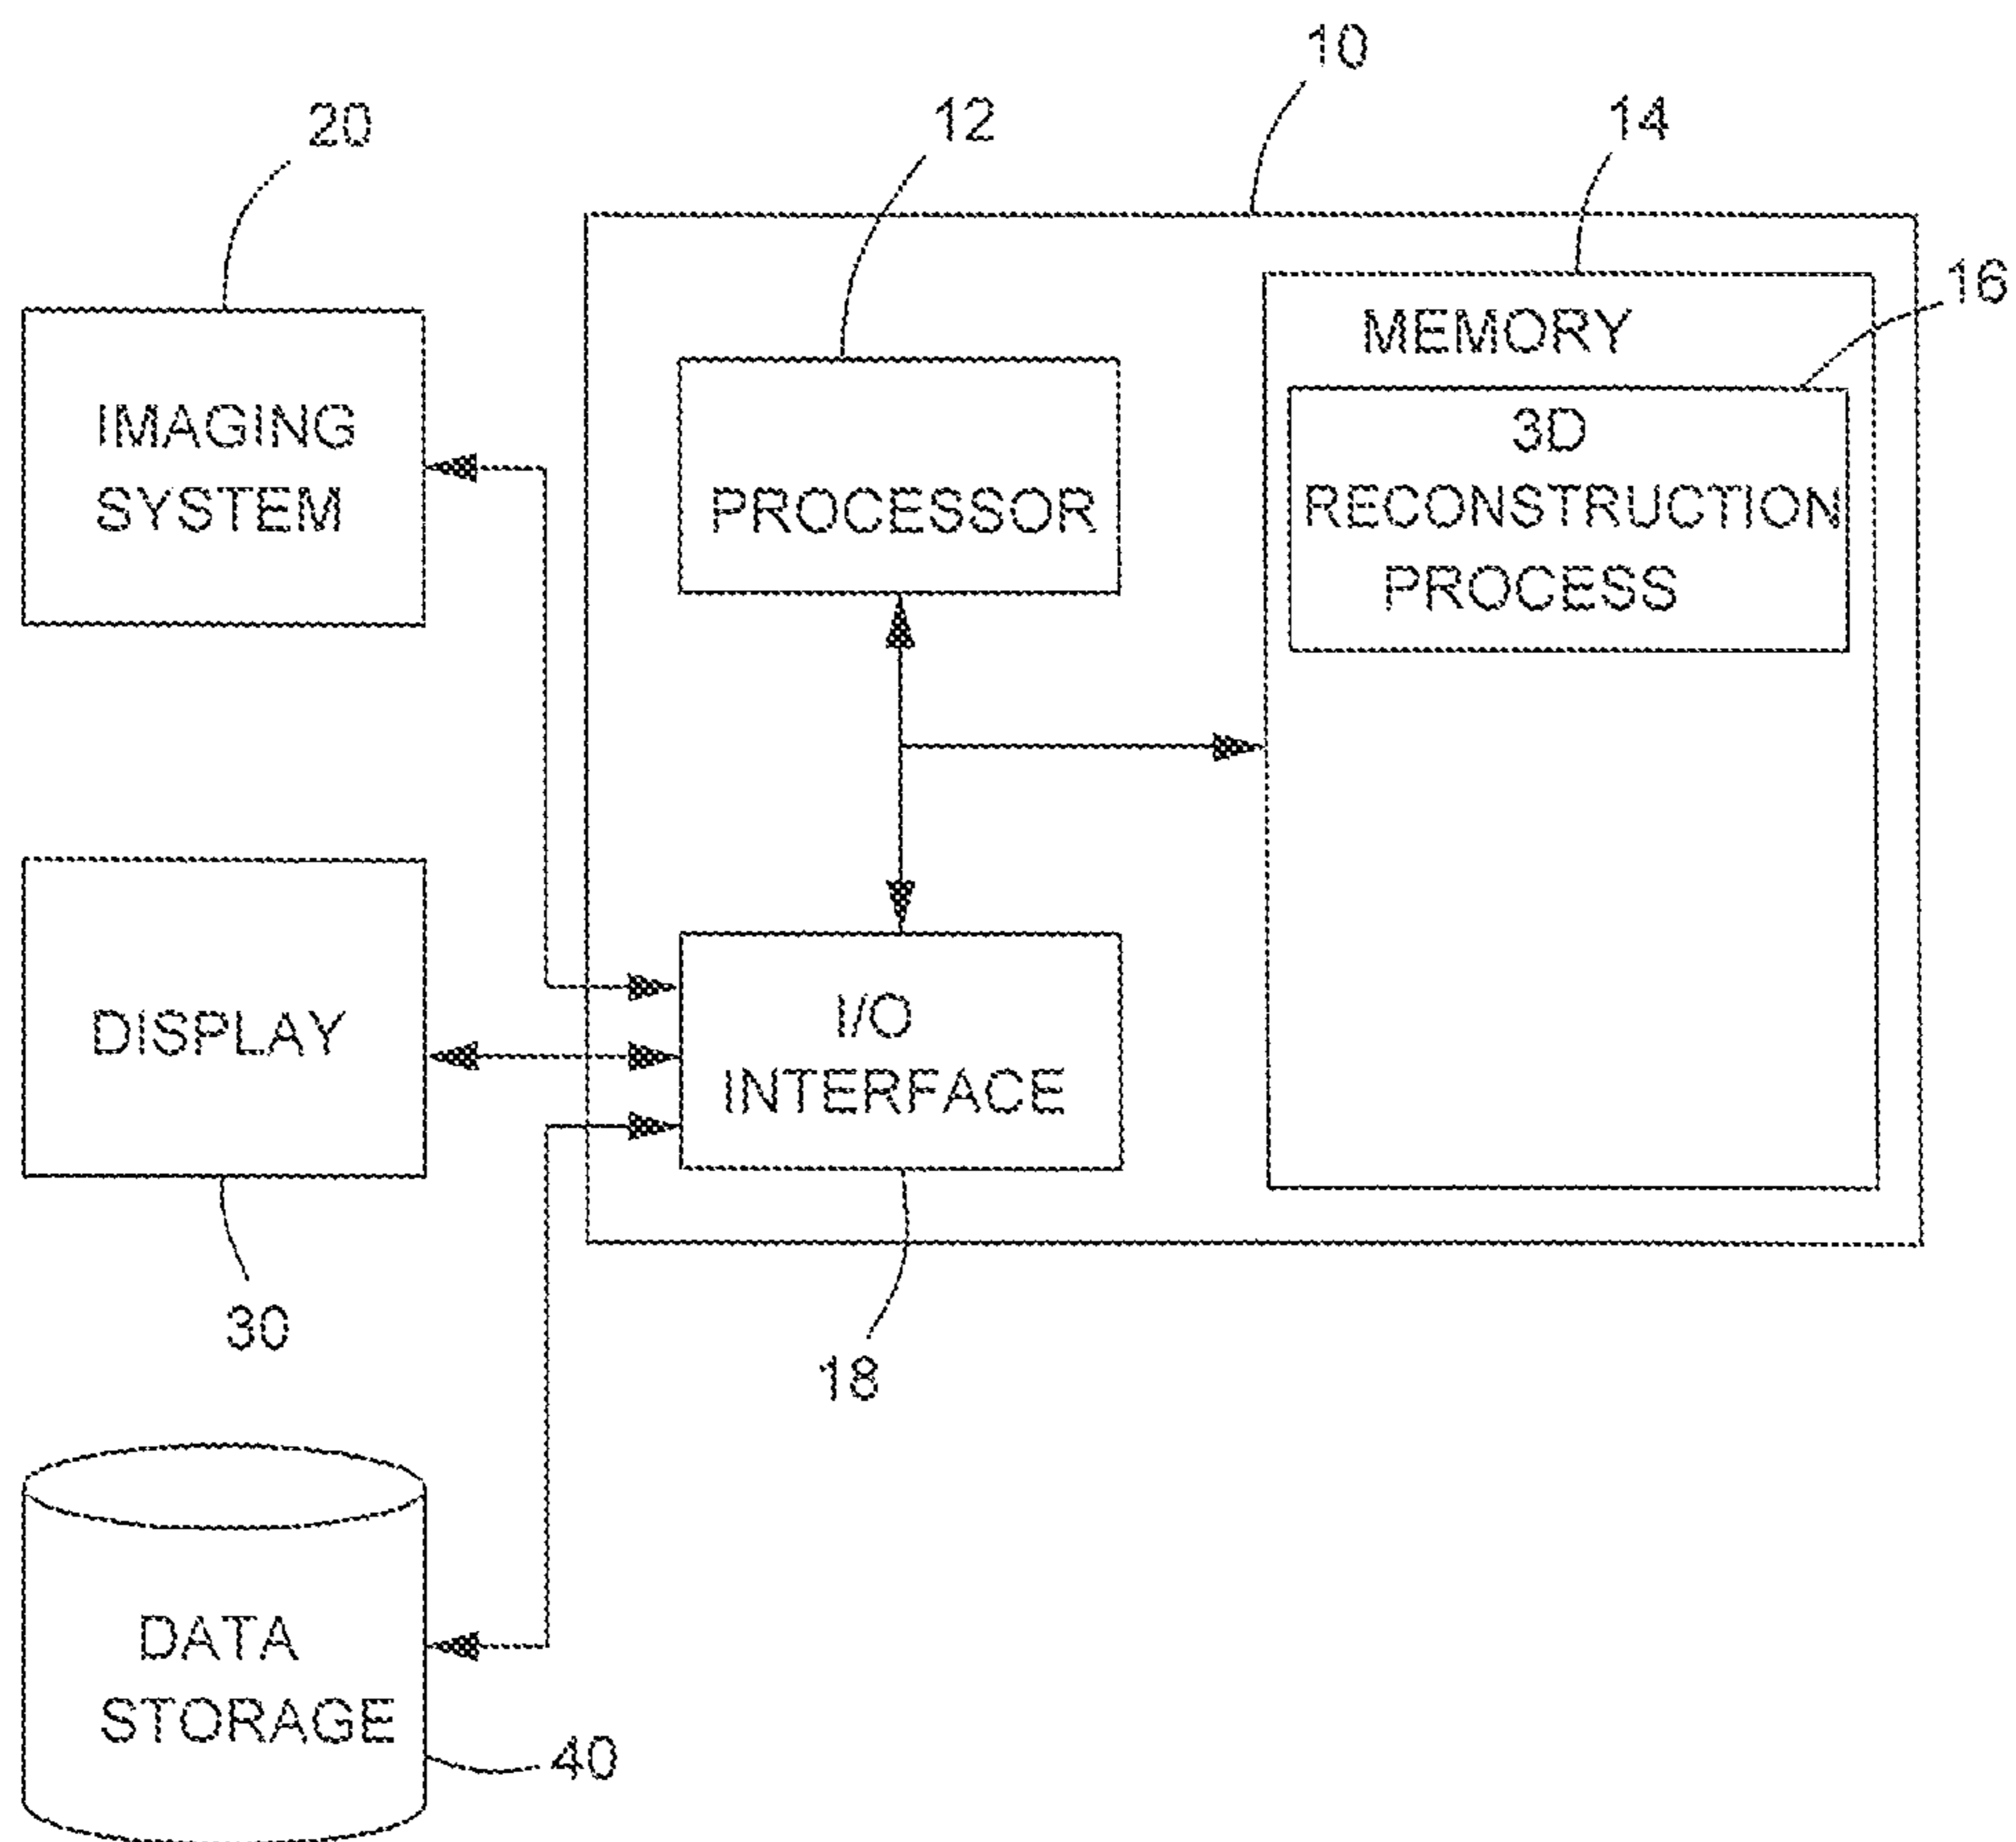 10
20
12
14
16
MEMORY
IMAGING
SYSTEM
PROCESSOR
3D
RECONSTRUCTION
PROCESS
DISPLAY
I/O
INTERFACE
30
18
DATA
STORAGE
40